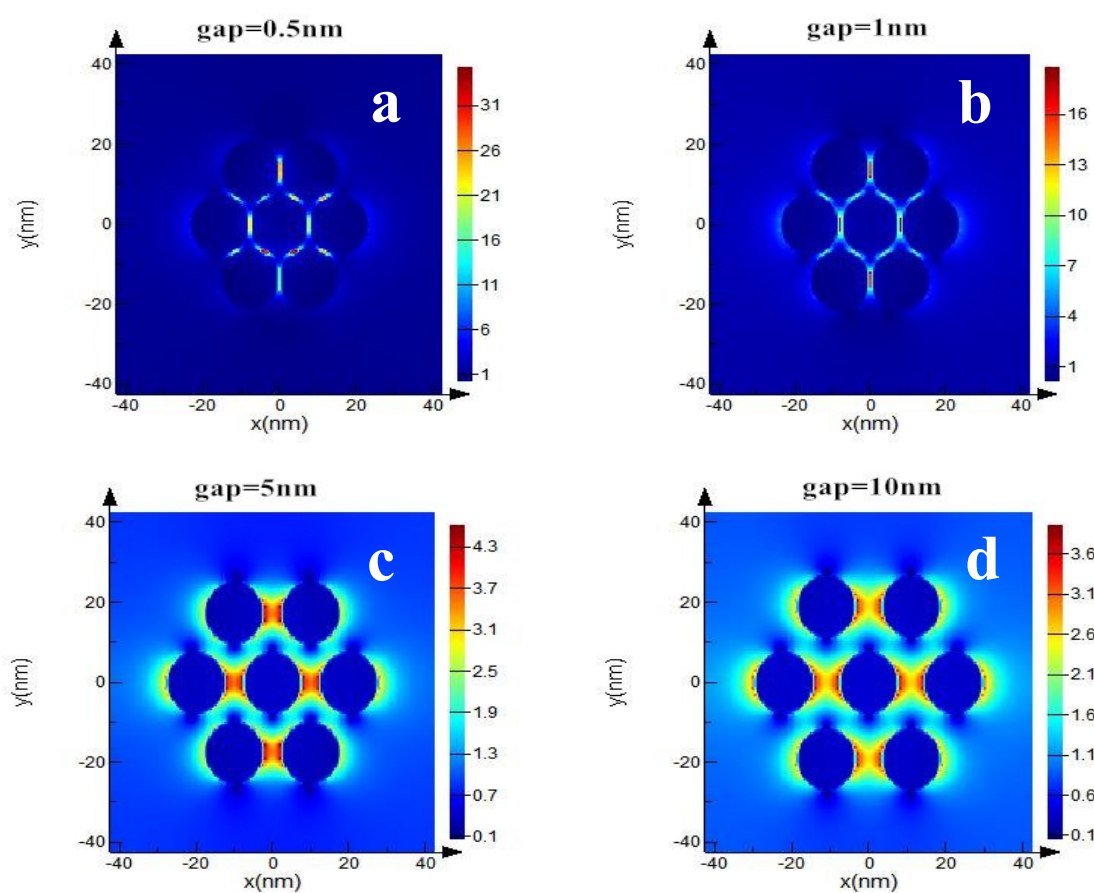 gap=0.5nm
a
40
20
0
-20
-40
y(nm)
-40 -20 0 20 40
x(nm)
31
26
21
16
11
6
1
gap=1nm
b
40
20
0
-20
-40
y(nm)
-40 -20 0 20 40
x(nm)
16
13
10
7
4
1
gap=5nm
c
40
20
0
-20
-40
y(nm)
-40 -20 0 20 40
x(nm)
4.3
3.7
3.1
2.5
1.9
1.3
0.7
0.1
gap=10nm
d
40
20
0
-20
-40
y(nm)
-40 -20 0 20 40
x(nm)
3.6
3.1
2.6
2.1
1.6
1.1
0.6
0.1